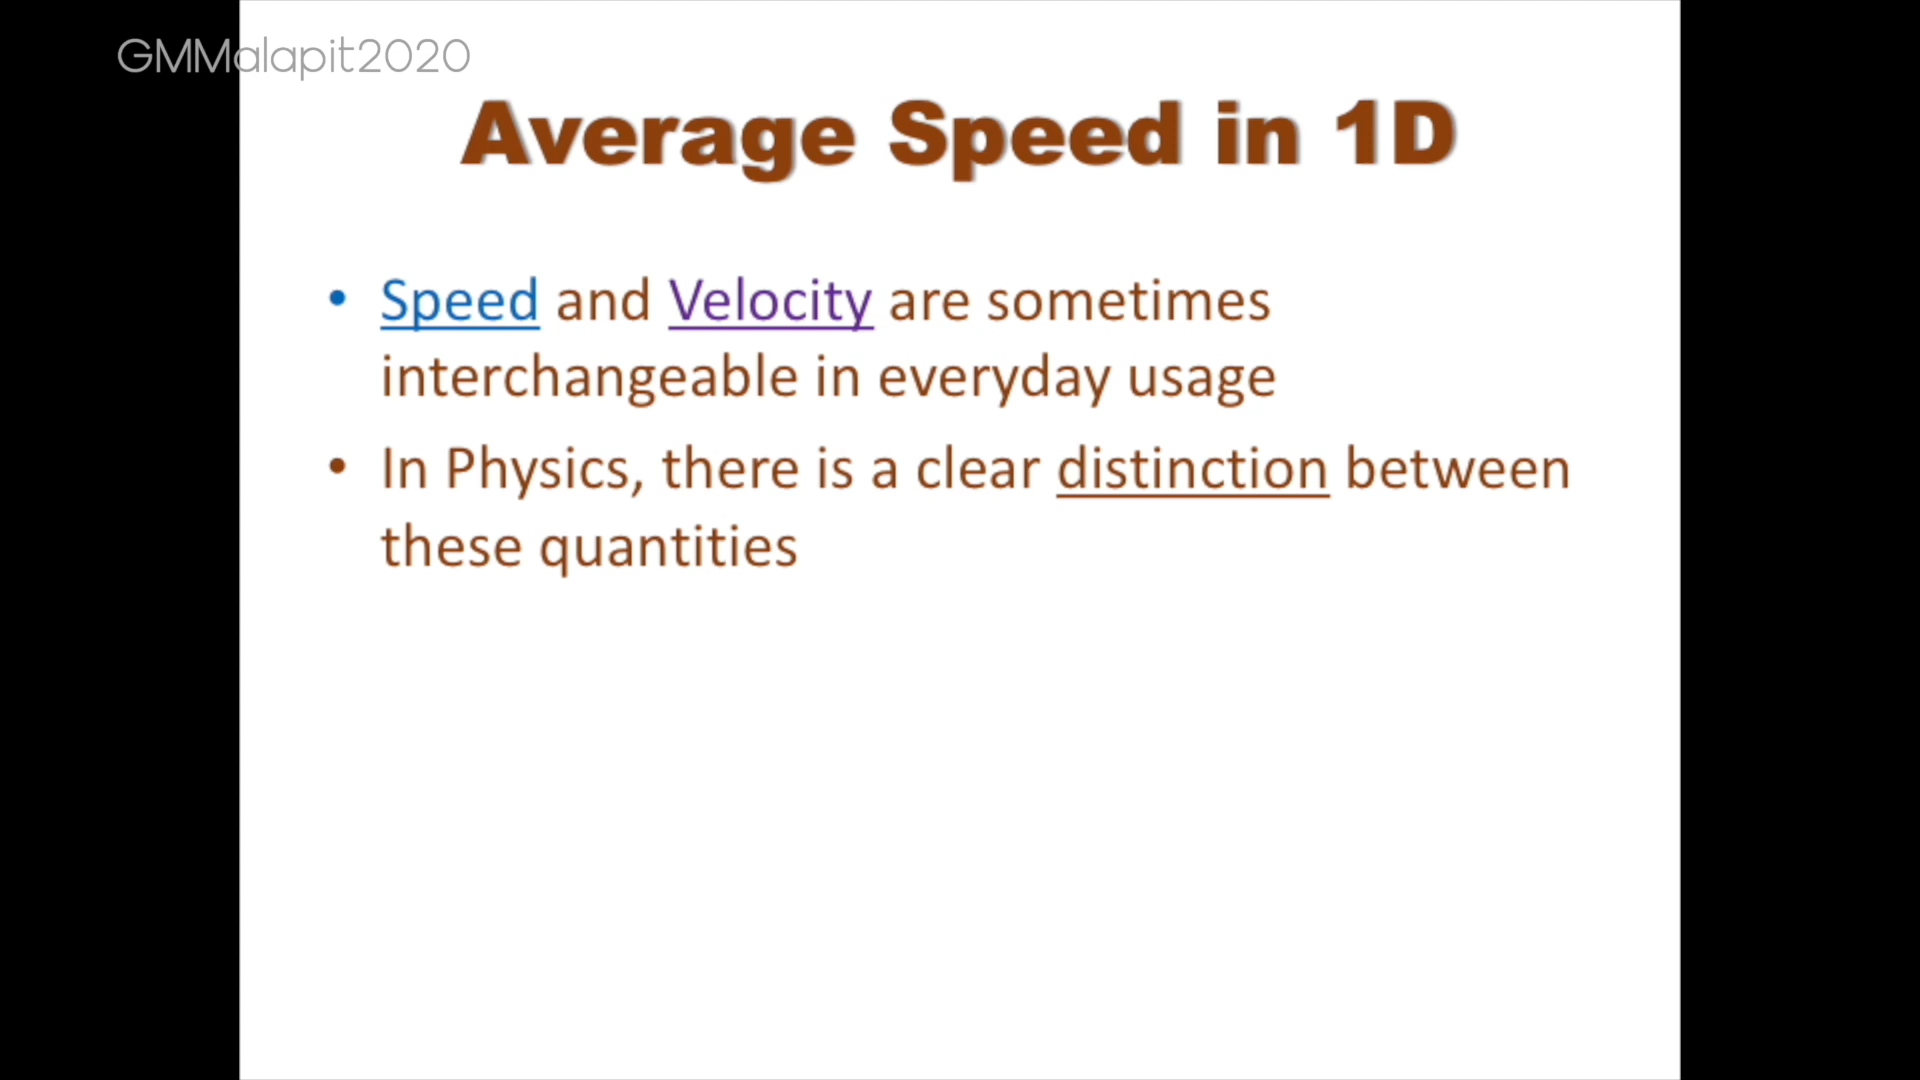 GMMalapit2020
Average Speed in 1D
• Speed and Velocity are sometimes
interchangeable in everyday usage
• In Physics, there is a clear distinction between
these quantities